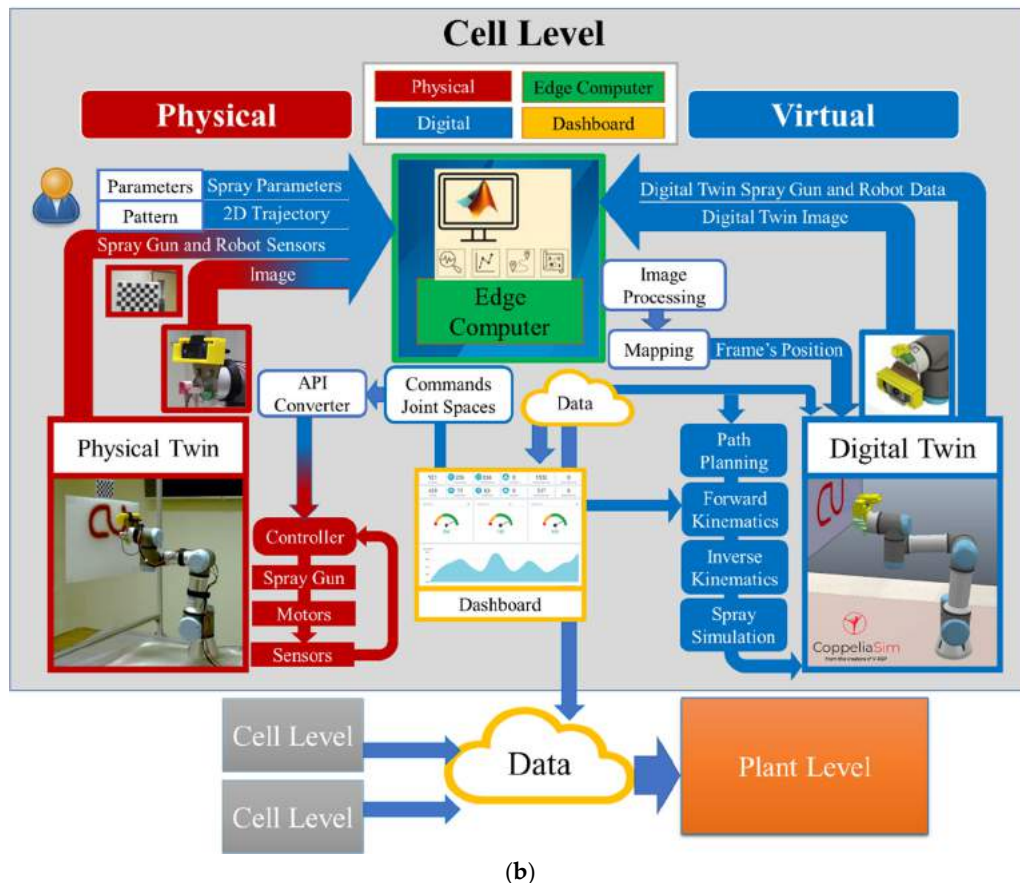 Cell Level
Physical
Edge Computer
Digital
Dashboard
Physical
Virtual
Parameters
Spray Parameters
Pattern
2D Trajectory
Spray Gun and Robot Sensors
Image
Edge
Computer
Digital Twin Spray Gun and Robot Data
Digital Twin Image
Image
Processing
Mapping
Frame's Position
API
Converter
Commands
Joint Spaces
Data
Physical Twin
Controller
Spray Gun
Motors
Sensors
Dashboard
Path
Planning
Forward
Kinematics
Inverse
Kinematics
Spray
Simulation
Digital Twin
CoppeliaSim
Cell Level
Cell Level
Data
Plant Level
(b)